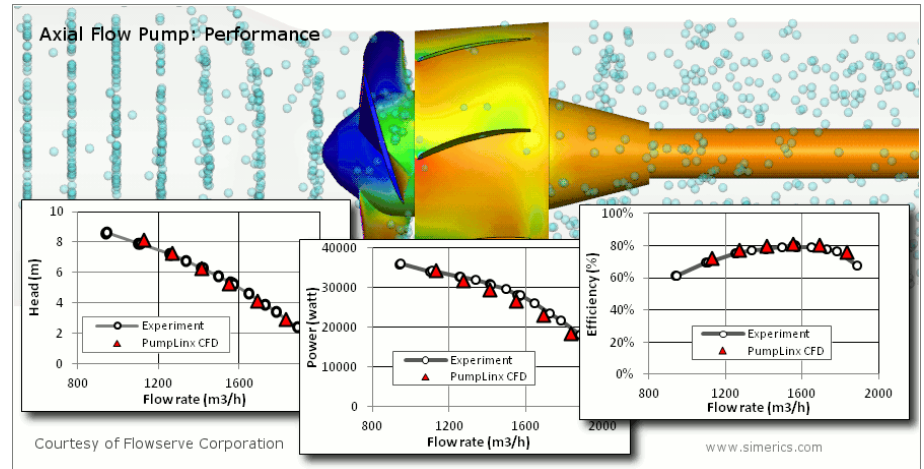 Axial Flow Pump: Performance
Head (m)
10
8
6
4
2
0
Experiment
PumpLinx CFD
800
1200
1600
Flow rate (m3/h)
Power (watt)
40000
30000
20000
10000
0
Experiment
PumpLinx CFD
400
800
1200
1600
2000
Flow rate (m3/h)
Efficiency (%)
100%
80%
60%
40%
20%
0%
Experiment
PumpLinx CFD
800
1200
1600
2000
Flow rate (m3/h)
Courtesy of Flowserve Corporation
www.simerics.com